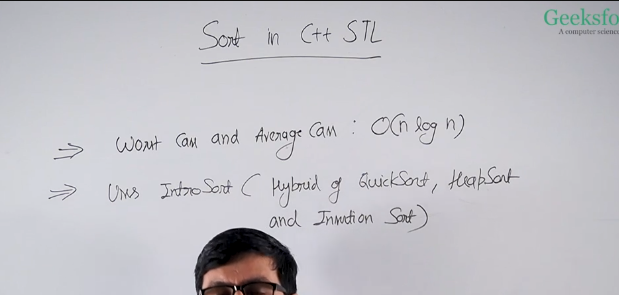 Geeksfo
A computer science
Sort in C++ STL
⇒ Worst Case and Average Case : O(n log n)
⇒ Uses IntroSort ( Hybrid of QuickSort, HeapSort
and Insertion Sort)